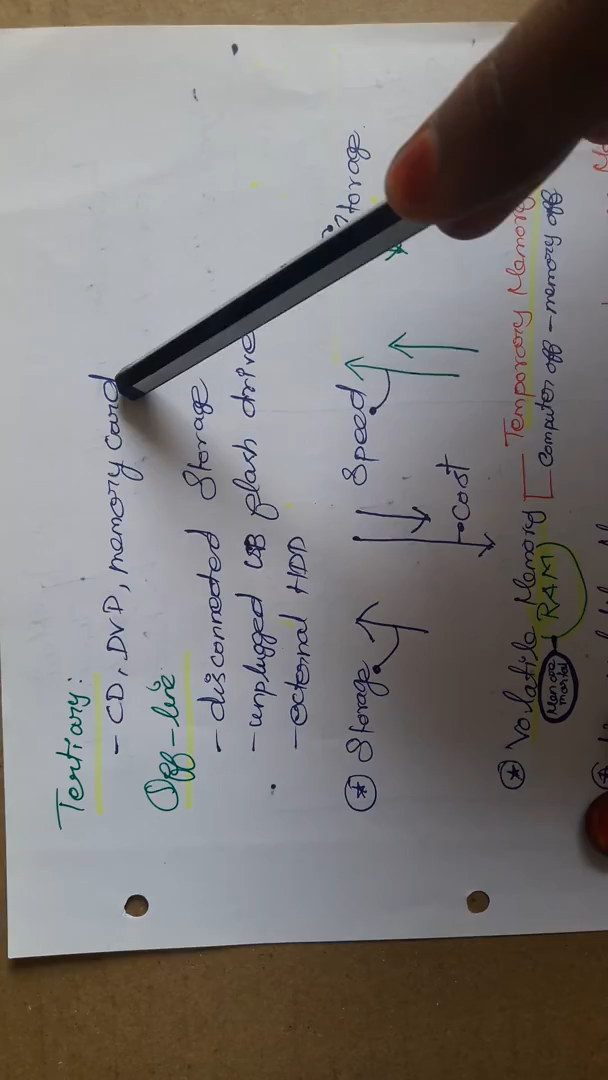 Tertiary:
- CD, DVD, memory card
Off-line
- disconnected Storage
- unplugged USB flash drive
- external HDD
* Storage Speed Storage.
Cost
* Volatile Memory Temporary Memory
RAM Computer off - memory off